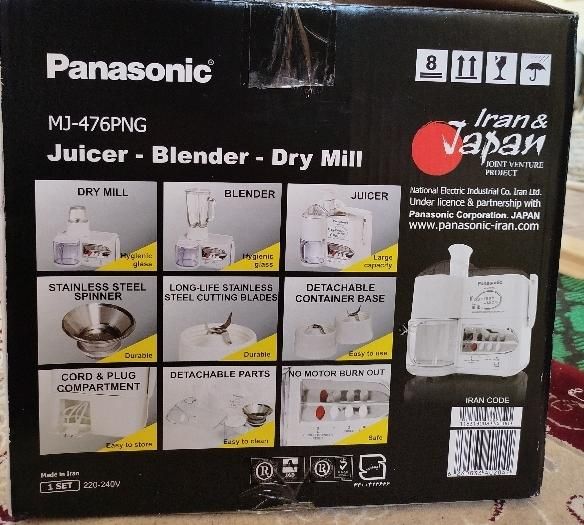 Panasonic®
8
MJ-476PNG
Juicer - Blender - Dry Mill
Iran &
Japan
JOINT VENTURE
PROJECT
National Electric Industrial Co. Iran Ltd.
Under licence & partnership with
Panasonic Corporation. JAPAN
www.panasonic-iran.com
DRY MILL
Hygienic
glass
BLENDER
Hygienic
glass
JUICER
Large
capacity
STAINLESS STEEL
SPINNER
Durable
LONG-LIFE STAINLESS
STEEL CUTTING BLADES
Durable
DETACHABLE
CONTAINER BASE
Easy to use
Panasonic
CORD & PLUG
COMPARTMENT
Easy to store
DETACHABLE PARTS
Easy to clean
NO MOTOR BURN OUT
Safe
IRAN CODE
Made in Iran
1 SET
220-240V